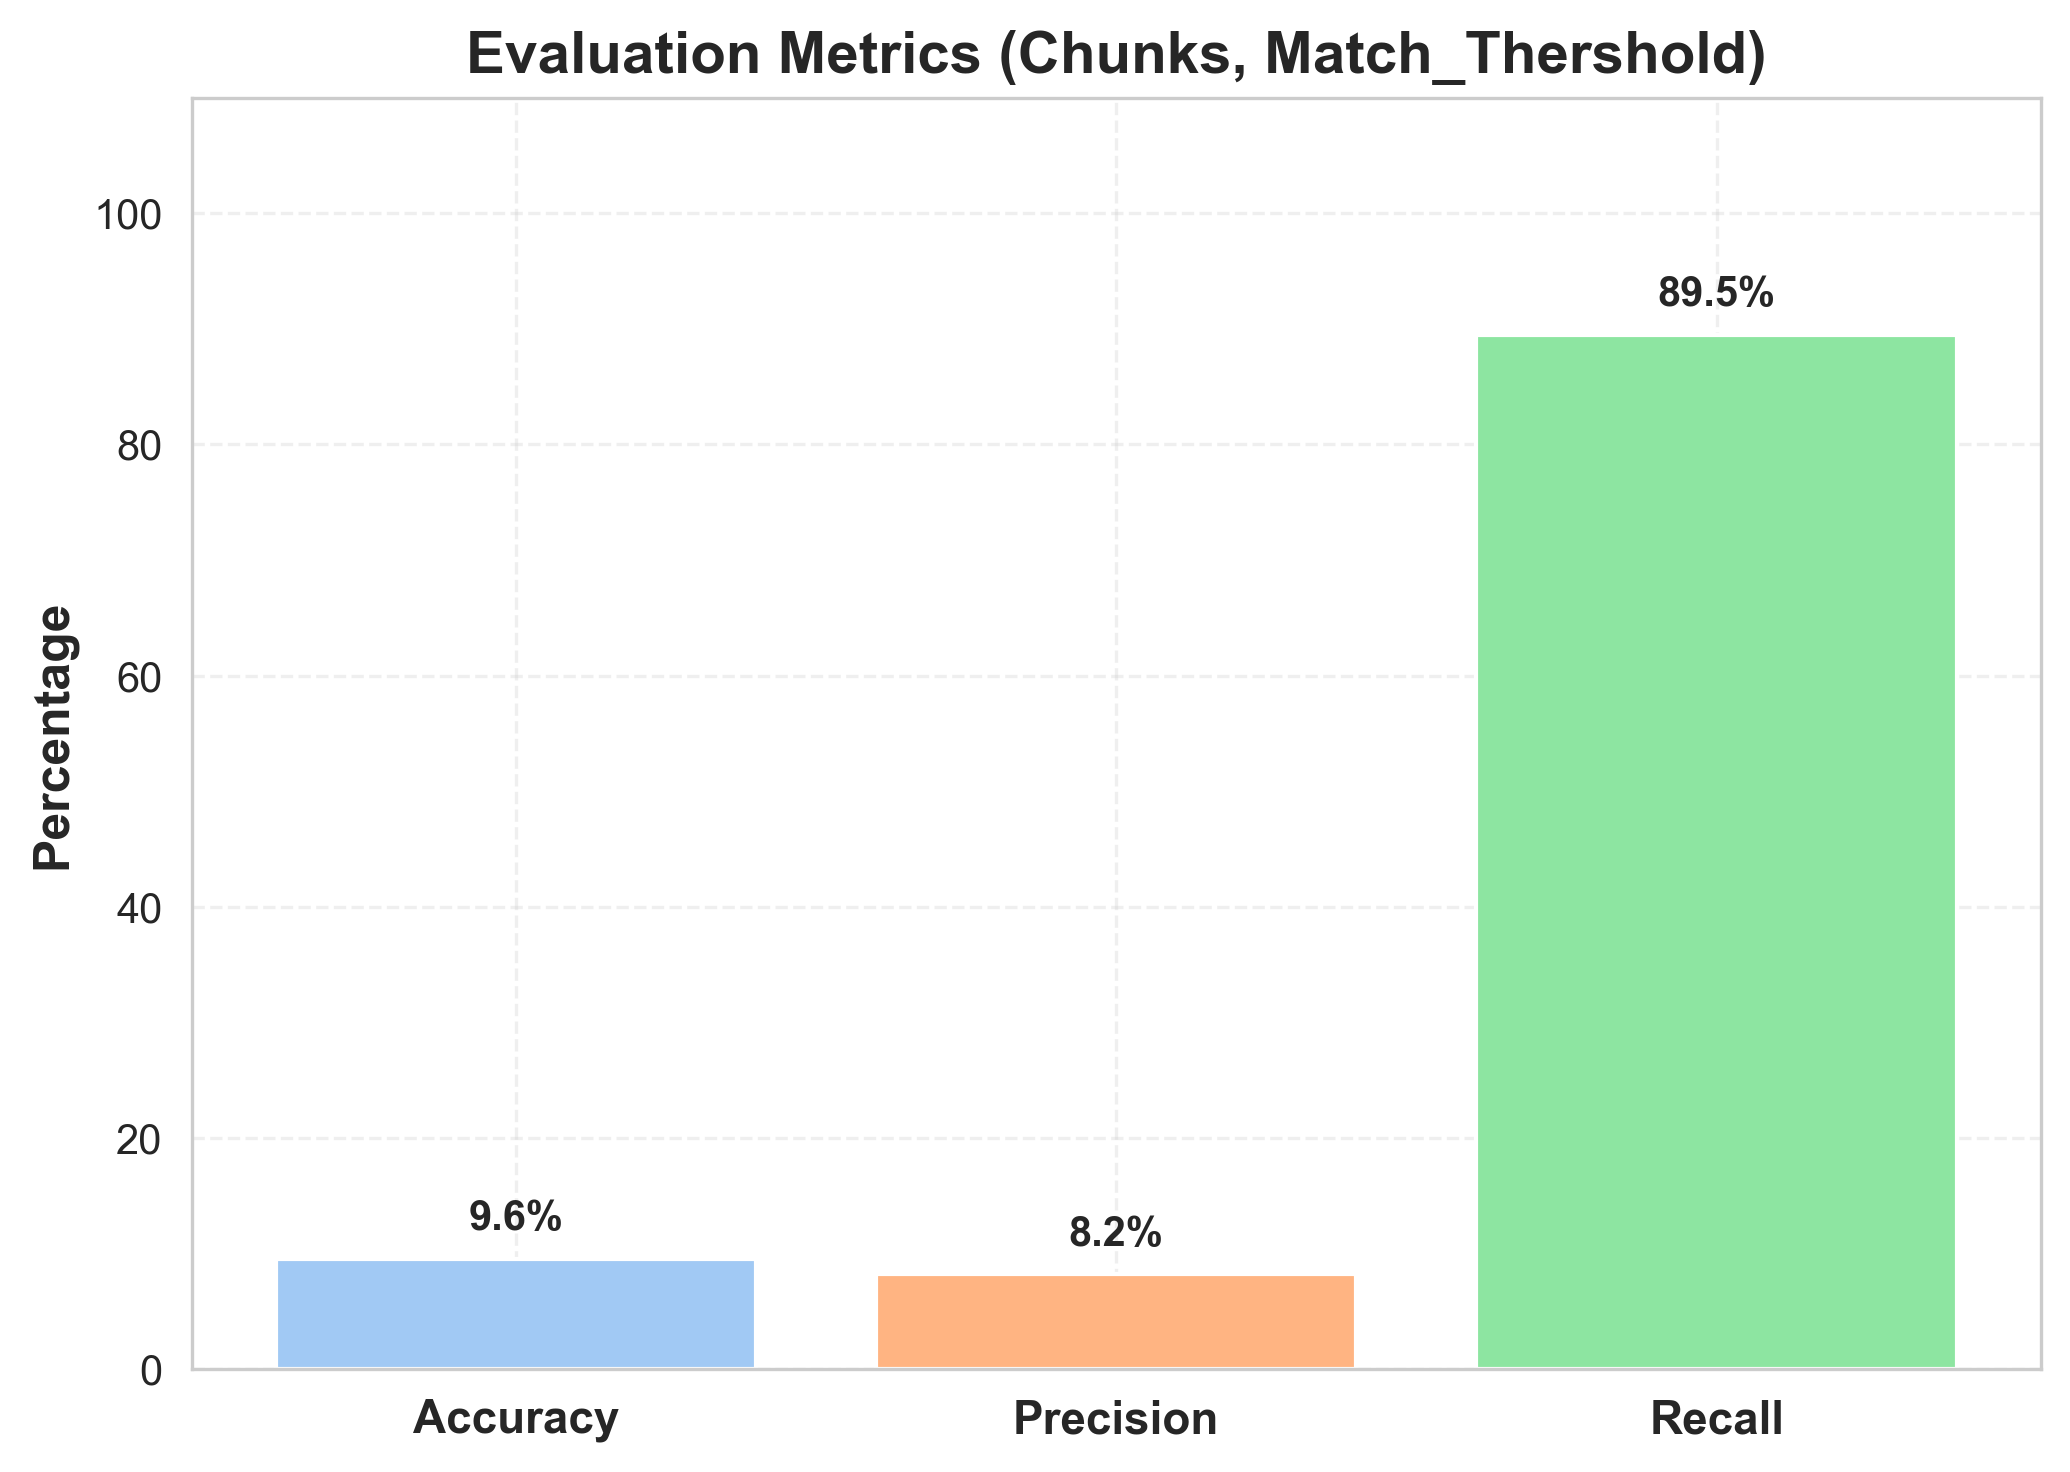 Evaluation Metrics (Chunks, Match_Thershold)
Percentage
100
80
60
40
20
0
9.6%
8.2%
89.5%
Accuracy
Precision
Recall